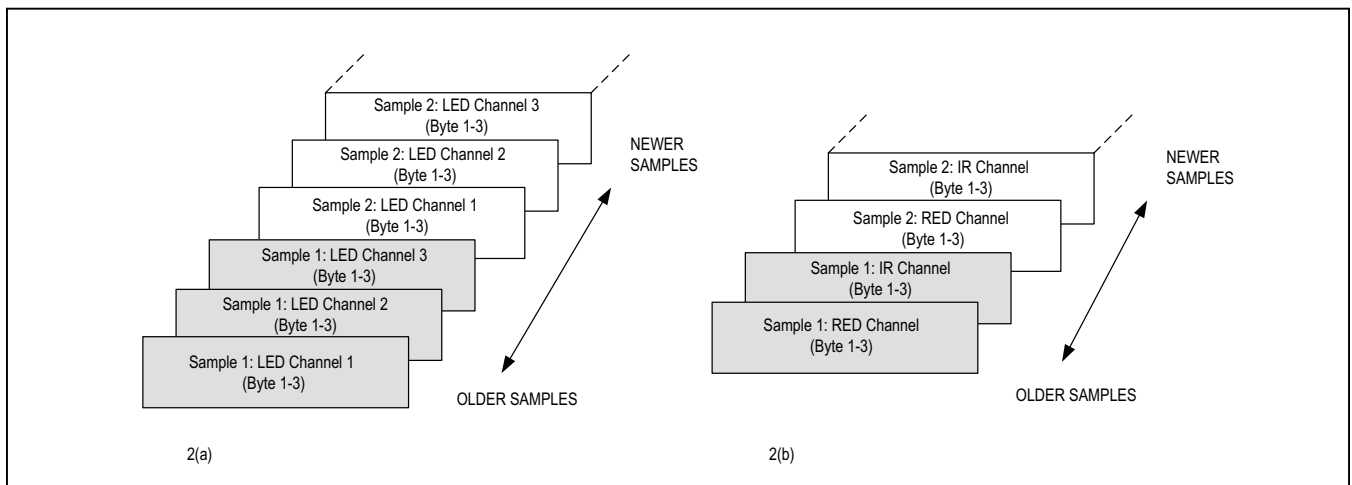 Sample 2: LED Channel 3
(Byte 1-3)
Sample 2: LED Channel 2
(Byte 1-3)
Sample 2: LED Channel 1
(Byte 1-3)
Sample 1: LED Channel 3
(Byte 1-3)
Sample 1: LED Channel 2
(Byte 1-3)
Sample 1: LED Channel 1
(Byte 1-3)
NEWER
SAMPLES
OLDER SAMPLES
2(a)
Sample 2: IR Channel
(Byte 1-3)
Sample 2: RED Channel
(Byte 1-3)
Sample 1: IR Channel
(Byte 1-3)
Sample 1: RED Channel
(Byte 1-3)
NEWER
SAMPLES
OLDER SAMPLES
2(b)